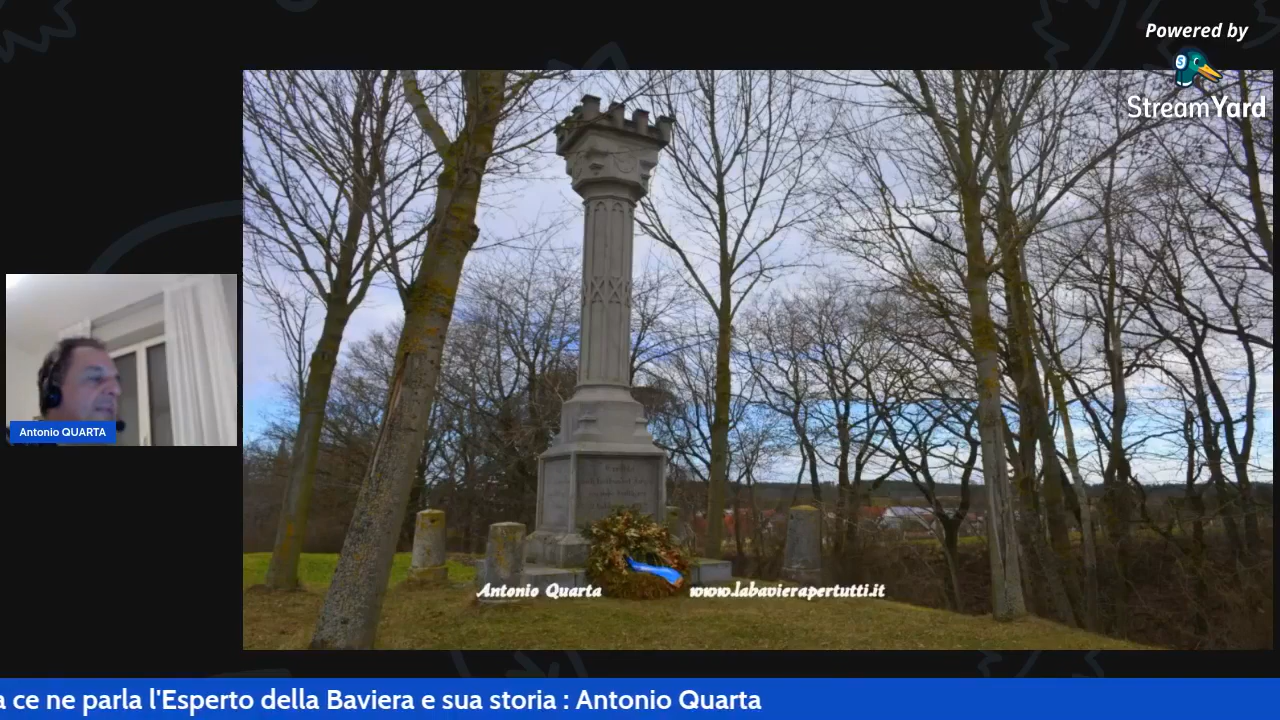 Powered by
StreamYard
Antonio QUARTA
Antonio Quarta www.labavierapertutti.it
a ce ne parla l'Esperto della Baviera e sua storia : Antonio Quarta